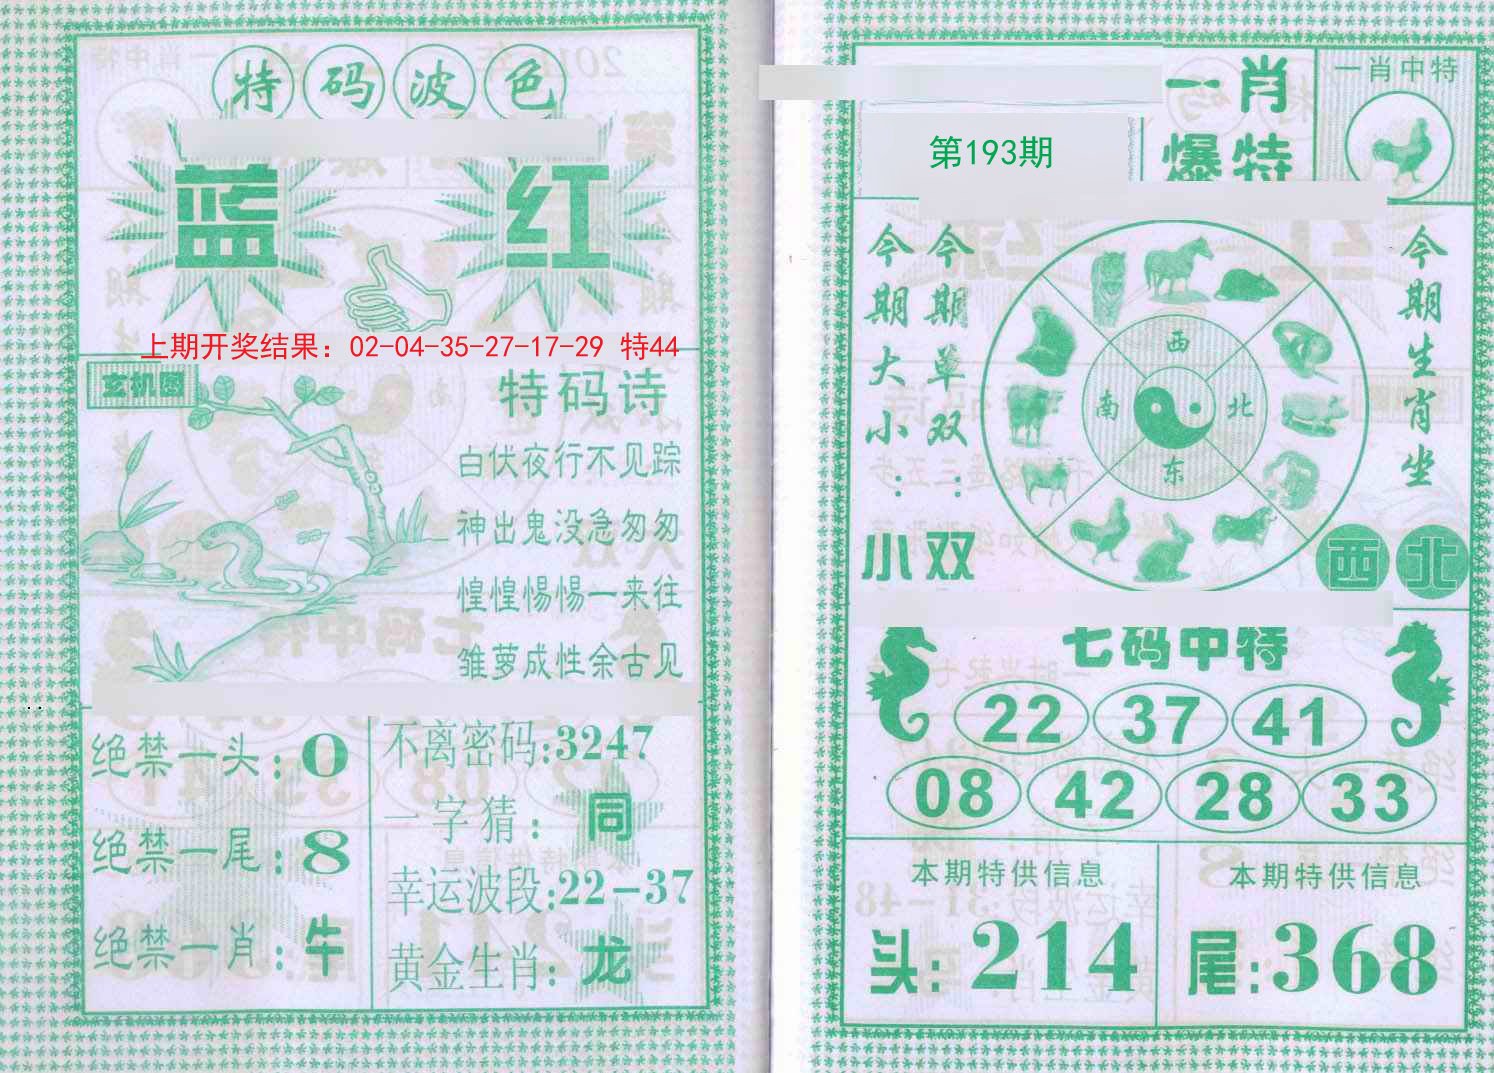 特码波色
蓝 红
上期开奖结果：02-04-35-27-17-29 特44
玄机图
特码诗
白伏夜行不见踪
神出鬼没急匆匆
惶惶惕惕一来往
雏萝成性余古见
绝禁一头：0
绝禁一尾：8
绝禁一肖：牛
不离密码：3247
一字猜：同
幸运波段：22-37
黄金生肖：龙
一肖
爆特
一肖中特
第193期
今期大小：小
今期单双：双
西
南
北
东
今期生肖坐
西北
七码中特
22 37 41
08 42 28 33
本期特供信息
头：214
本期特供信息
尾：368